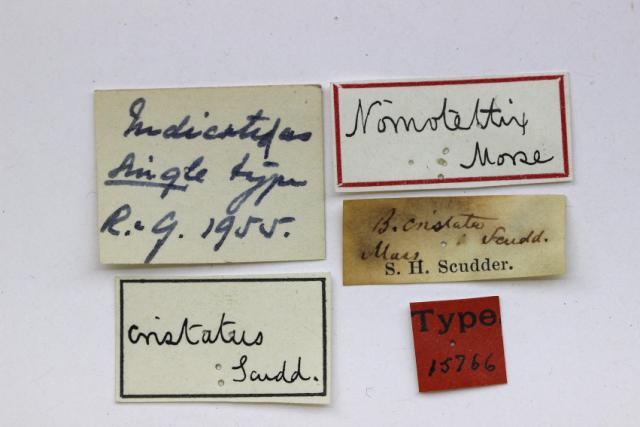 Indicated as
single type
R. & G. 1955.
Nomotettix
Morse
B. cristata
Scudd.
Mass
S. H. Scudder.
cristatus
Scudd.
Type
15766